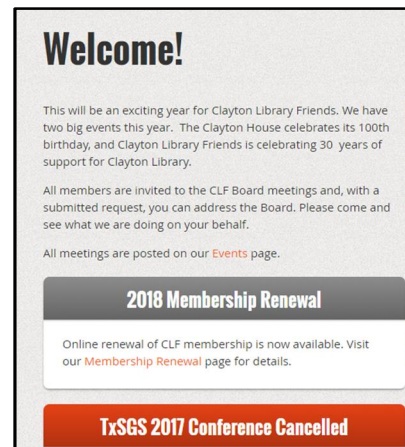 Welcome!
This will be an exciting year for Clayton Library Friends. We have
two big events this year.  The Clayton House celebrates its 100th
birthday, and Clayton Library Friends is celebrating 30  years of
support for Clayton Library.
All members are invited to the CLF Board meetings and, with a
submitted request, you can address the Board. Please come and
see what we are doing on your behalf.
All meetings are posted on our Events page.
2018 Membership Renewal
Online renewal of CLF membership is now available. Visit
our Membership Renewal page for details.
TxSGS 2017 Conference Cancelled